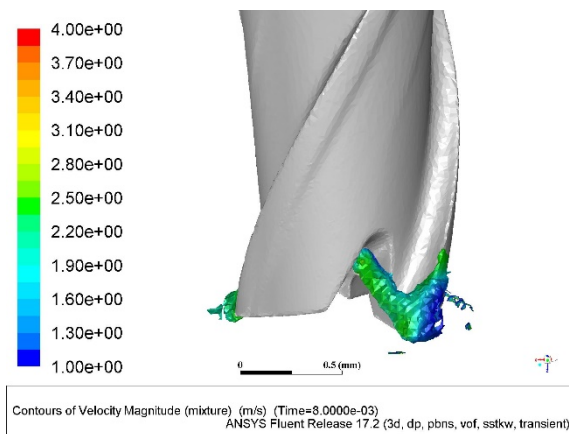 4.00e+00
3.70e+00
3.40e+00
3.10e+00
2.80e+00
2.50e+00
2.20e+00
1.90e+00
1.60e+00
1.30e+00
1.00e+00
0 0.5 (mm)
Contours of Velocity Magnitude (mixture) (m/s) (Time=8.0000e-03)
ANSYS Fluent Release 17.2 (3d, dp, pbns, vof, sstkw, transient)